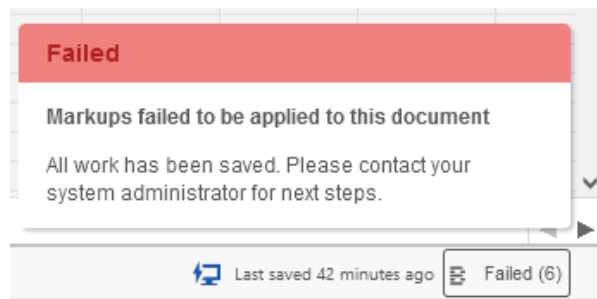 Failed
Markups failed to be applied to this document
All work has been saved. Please contact your
system administrator for next steps.
Last saved 42 minutes ago
Failed (6)